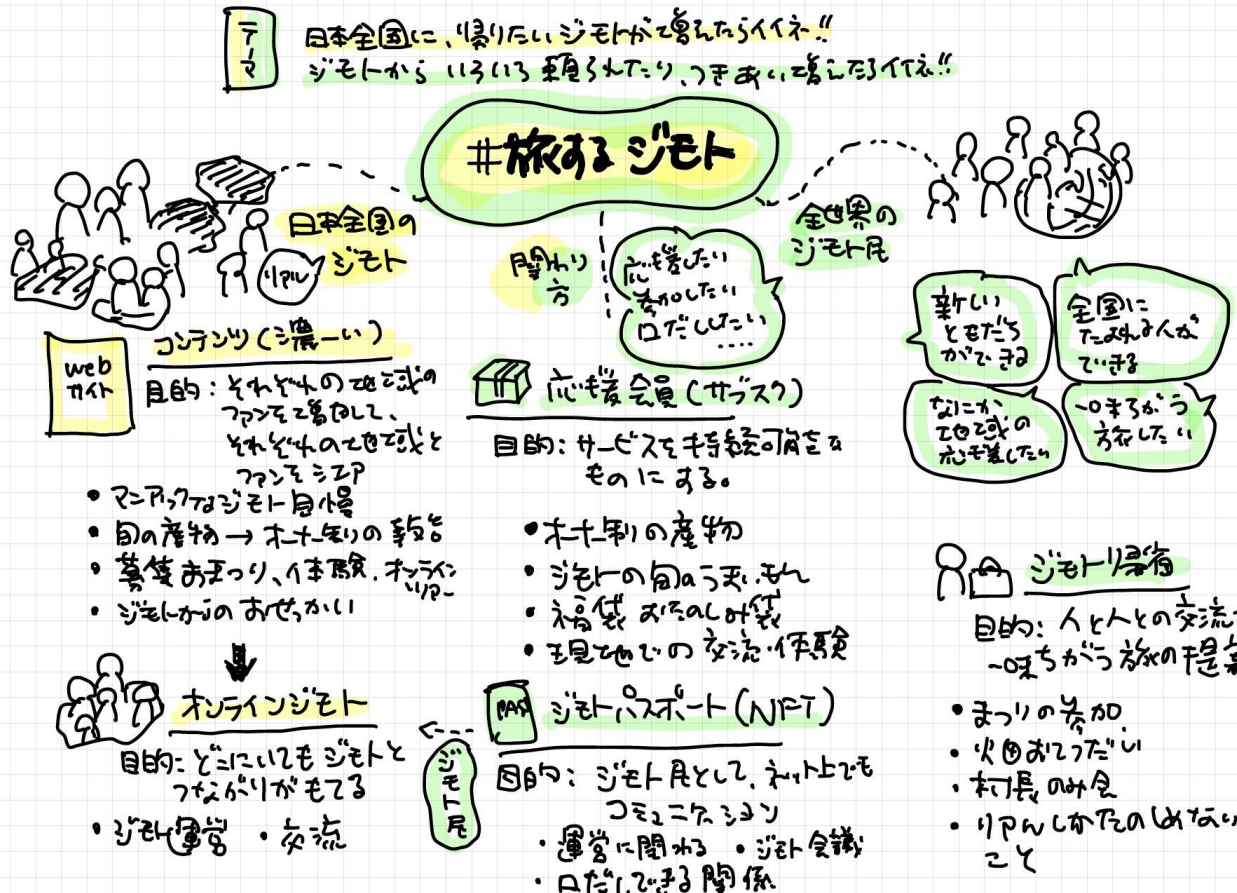 テーマ
日本全国に、帰りたいジモトが増えたらイイネ!!
ジモトからいろいろ頼られたり、つきあい増えたらイイネ!!
#旅するジモト
日本全国の
ジモト
リアル
関わり
方
応援したい
参加したい
口だししたい
....
全世界の
ジモト民
新しい
ともだち
ができる
全国に
たよれる人が
できる
なにか
地域の
応援したい
一味ちがう
旅したい
web
サイト
コンテンツ(濃ーい)
目的:それぞれの地域の
ファンを増やして、
それぞれの地域と
ファンをシェア
・マニアックなジモト自慢
・旬の産物→オーナー制の報告
・募集 おまつり、体験、オンライン
ツアー
・ジモトからのおせっかい
オンラインジモト
目的:どこにいてもジモトと
つながりがもてる
・ジモト運営 ・交流
応援会員(サブスク)
目的:サービスを持続可能な
ものにする。
・オーナー制の産物
・ジモトの旬のうまいもん
・福袋 おたのしみ袋
・現地での交流・体験
PAS
ジモトパスポート(NFT)
ジモト民
目的:ジモト民として、ネット上でも
コミュニケーション
・運営に関われる ・ジモト会議
・口だしできる関係
ジモト帰省
目的:人と人との交流
一味ちがう旅の提案
・まつりの参加
・畑おてつだい
・村長のみ会
・リアルしかたのしめない
こと